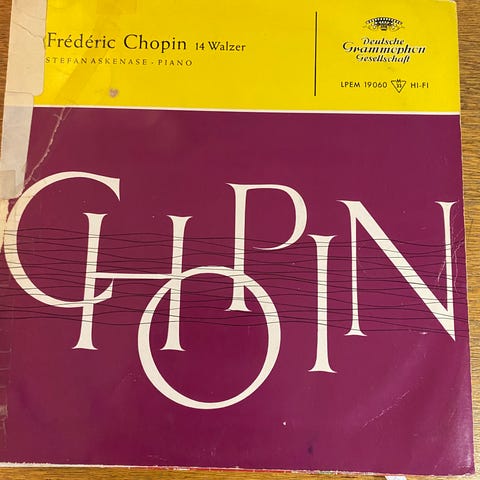 Frédéric Chopin 14 Walzer
STEFAN ASKENASE - PIANO
Deutsche
Grammophon
Gesellschaft
LPEM 19060 M 33 HI-FI
CHOPIN